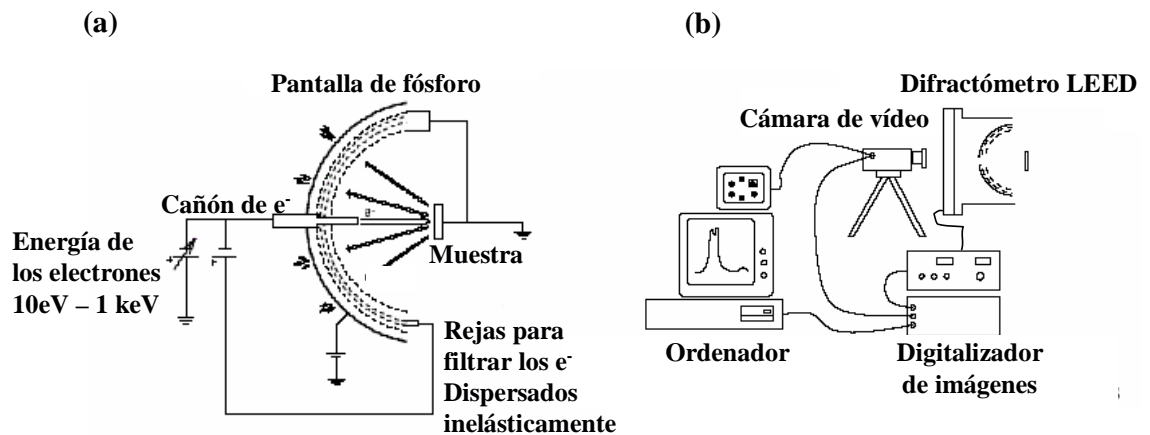 (a)
Pantalla de fósforo
Cañón de e-
Energía de
los electrones
10eV – 1 keV
Muestra
Rejas para
filtrar los e-
Dispersados
inelásticamente
(b)
Difractómetro LEED
Cámara de vídeo
Ordenador
Digitalizador
de imágenes